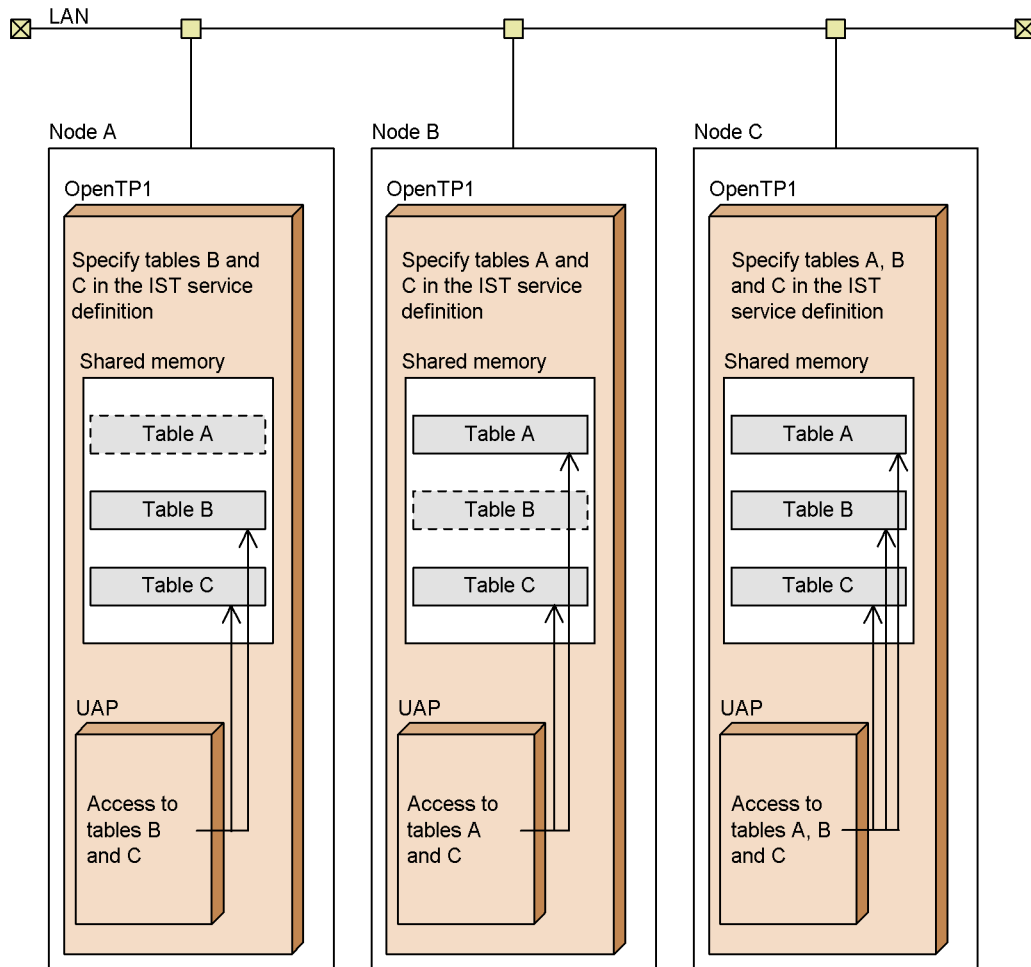 LAN
Node A
OpenTP1
Specify tables B and
C in the IST service
definition
Shared memory
Table A
Table B
Table C
UAP
Access to
tables B
and C
Node B
OpenTP1
Specify tables A and
C in the IST service
definition
Shared memory
Table A
Table B
Table C
UAP
Access to
tables A
and C
Node C
OpenTP1
Specify tables A, B
and C in the IST
service definition
Shared memory
Table A
Table B
Table C
UAP
Access to
tables A, B
and C